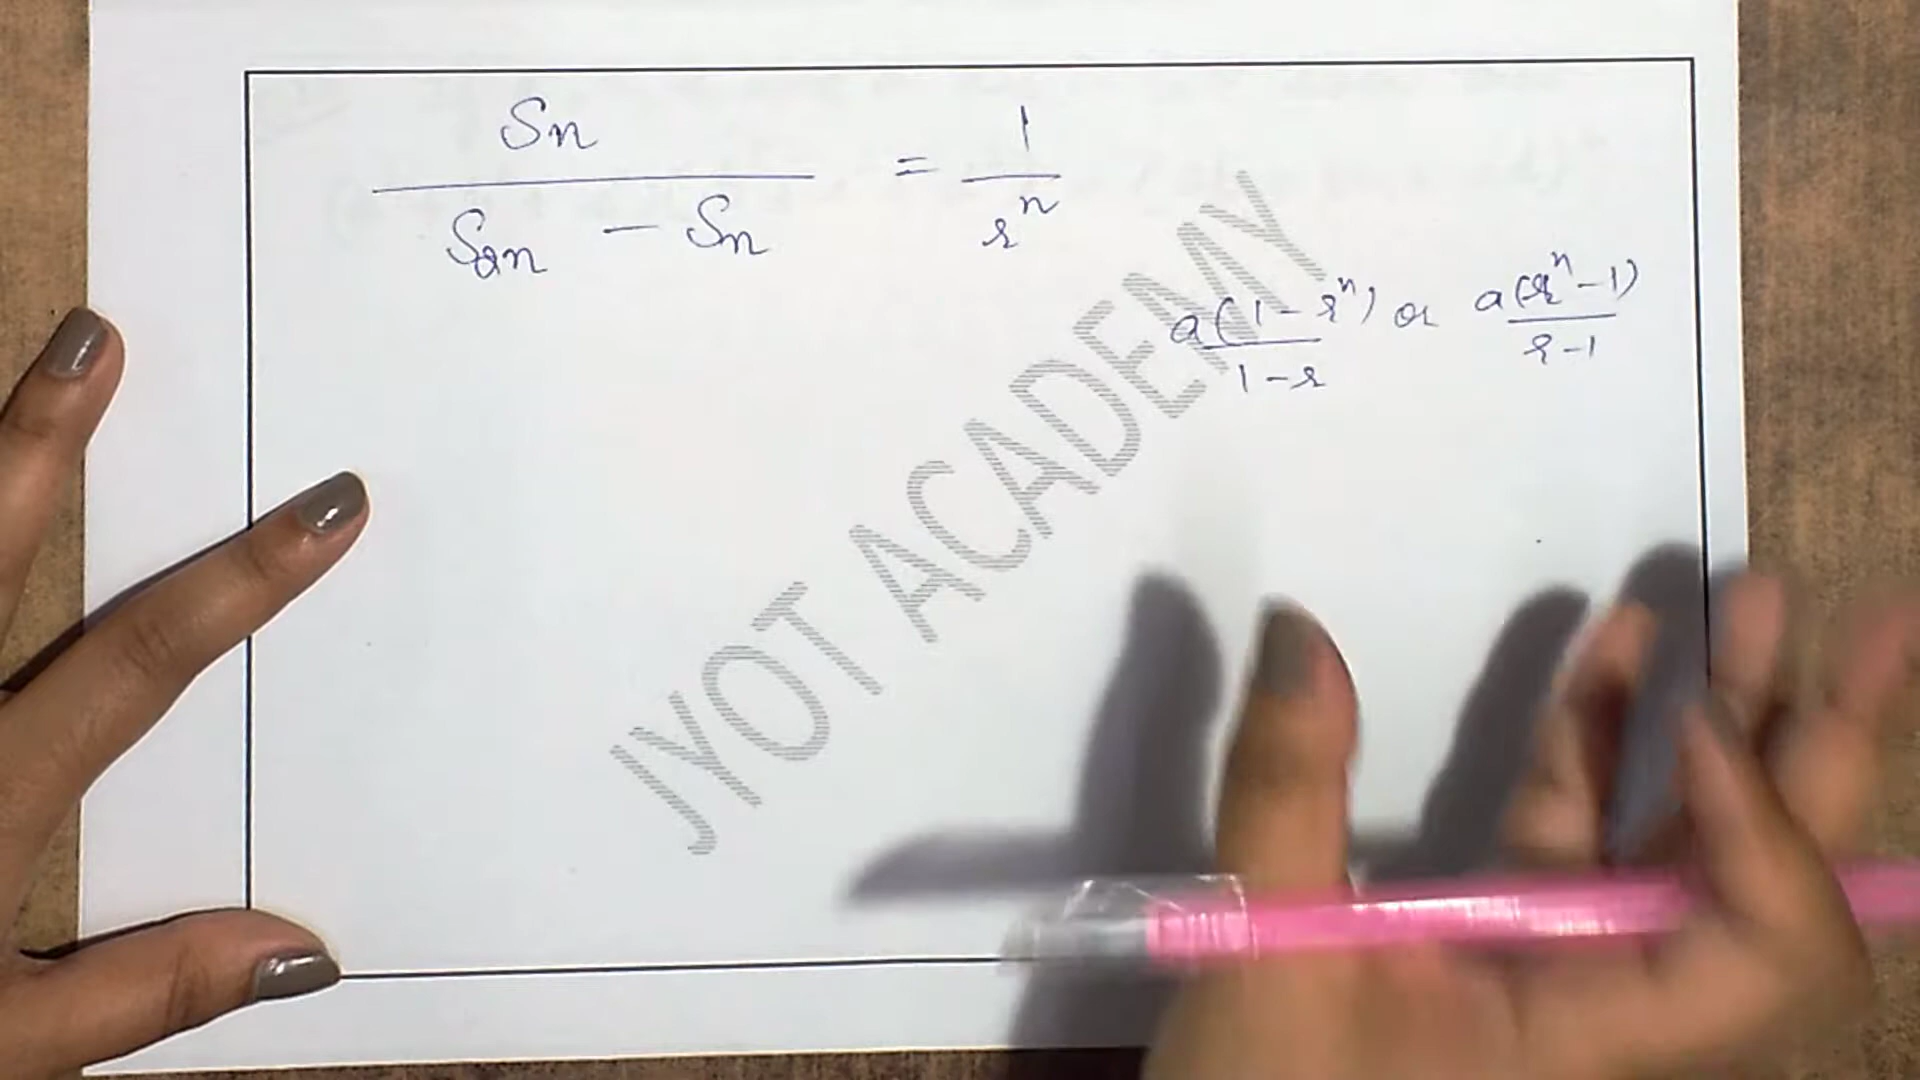 Sn / (S2n − Sn) = 1 / r^n
a(1 − r^n) / (1 − r) or a(r^n − 1) / (r − 1)
JYOT ACADEMY